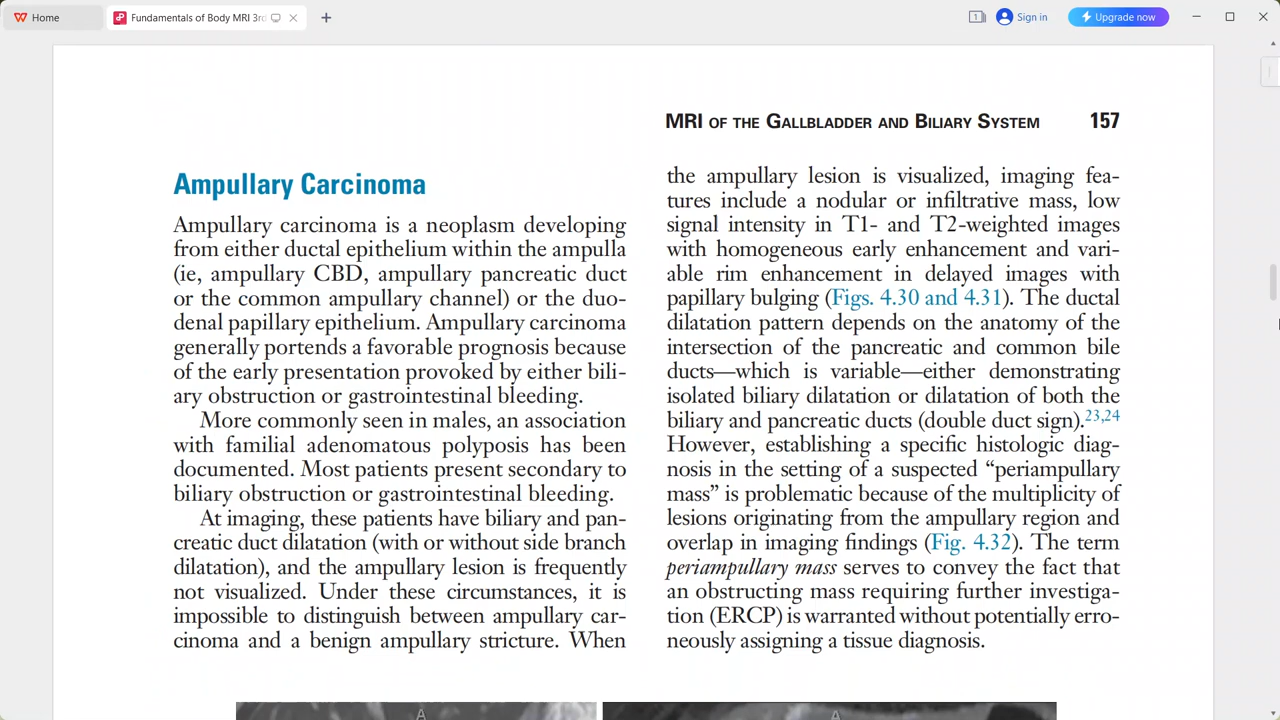 Home
Fundamentals of Body MRI 3rd
1
Sign in
Upgrade now
MRI OF THE GALLBLADDER AND BILIARY SYSTEM 157
Ampullary Carcinoma
Ampullary carcinoma is a neoplasm developing
from either ductal epithelium within the ampulla
(ie, ampullary CBD, ampullary pancreatic duct
or the common ampullary channel) or the duo-
denal papillary epithelium. Ampullary carcinoma
generally portends a favorable prognosis because
of the early presentation provoked by either bili-
ary obstruction or gastrointestinal bleeding.
More commonly seen in males, an association
with familial adenomatous polyposis has been
documented. Most patients present secondary to
biliary obstruction or gastrointestinal bleeding.
At imaging, these patients have biliary and pan-
creatic duct dilatation (with or without side branch
dilatation), and the ampullary lesion is frequently
not visualized. Under these circumstances, it is
impossible to distinguish between ampullary car-
cinoma and a benign ampullary stricture. When
the ampullary lesion is visualized, imaging fea-
tures include a nodular or infiltrative mass, low
signal intensity in T1- and T2-weighted images
with homogeneous early enhancement and vari-
able rim enhancement in delayed images with
papillary bulging (Figs. 4.30 and 4.31). The ductal
dilatation pattern depends on the anatomy of the
intersection of the pancreatic and common bile
ducts—which is variable—either demonstrating
isolated biliary dilatation or dilatation of both the
biliary and pancreatic ducts (double duct sign).23,24
However, establishing a specific histologic diag-
nosis in the setting of a suspected “periampullary
mass” is problematic because of the multiplicity of
lesions originating from the ampullary region and
overlap in imaging findings (Fig. 4.32). The term
periampullary mass serves to convey the fact that
an obstructing mass requiring further investiga-
tion (ERCP) is warranted without potentially erro-
neously assigning a tissue diagnosis.
A
A